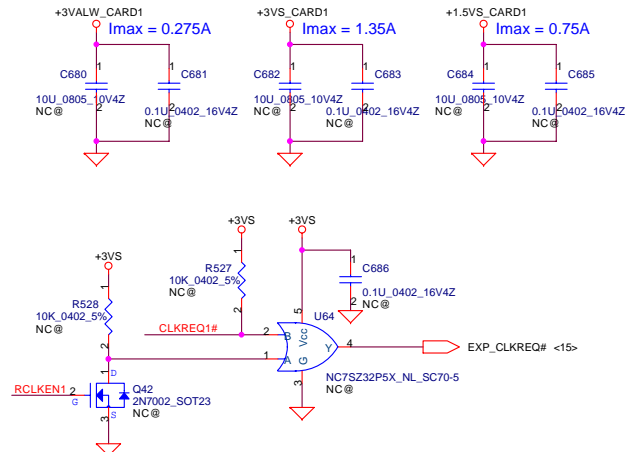 +3VALW_CARD1
Imax = 0.275A
+3VS_CARD1
Imax = 1.35A
+1.5VS_CARD1
Imax = 0.75A
1
C680
10U_0805_10V4Z
2
NC@
1
C681
0.1U_0402_16V4Z
2
NC@
1
C682
10U_0805_10V4Z
2
NC@
1
C683
0.1U_0402_16V4Z
2
NC@
1
C684
10U_0805_10V4Z
2
NC@
1
C685
0.1U_0402_16V4Z
2
NC@
+3VS
+3VS
+3VS
1
R527
10K_0402_5%
NC@
2
1
C686
0.1U_0402_16V4Z
2
NC@
1
R528
10K_0402_5%
NC@
2
CLKREQ1#
2
B
1
A
5
Vcc
G
3
Y
4
U64
NC7SZ32P5X_NL_SC70-5
NC@
EXP_CLKREQ# <15>
RCLKEN1
2
G
1
D
3
S
Q42
2N7002_SOT23
NC@